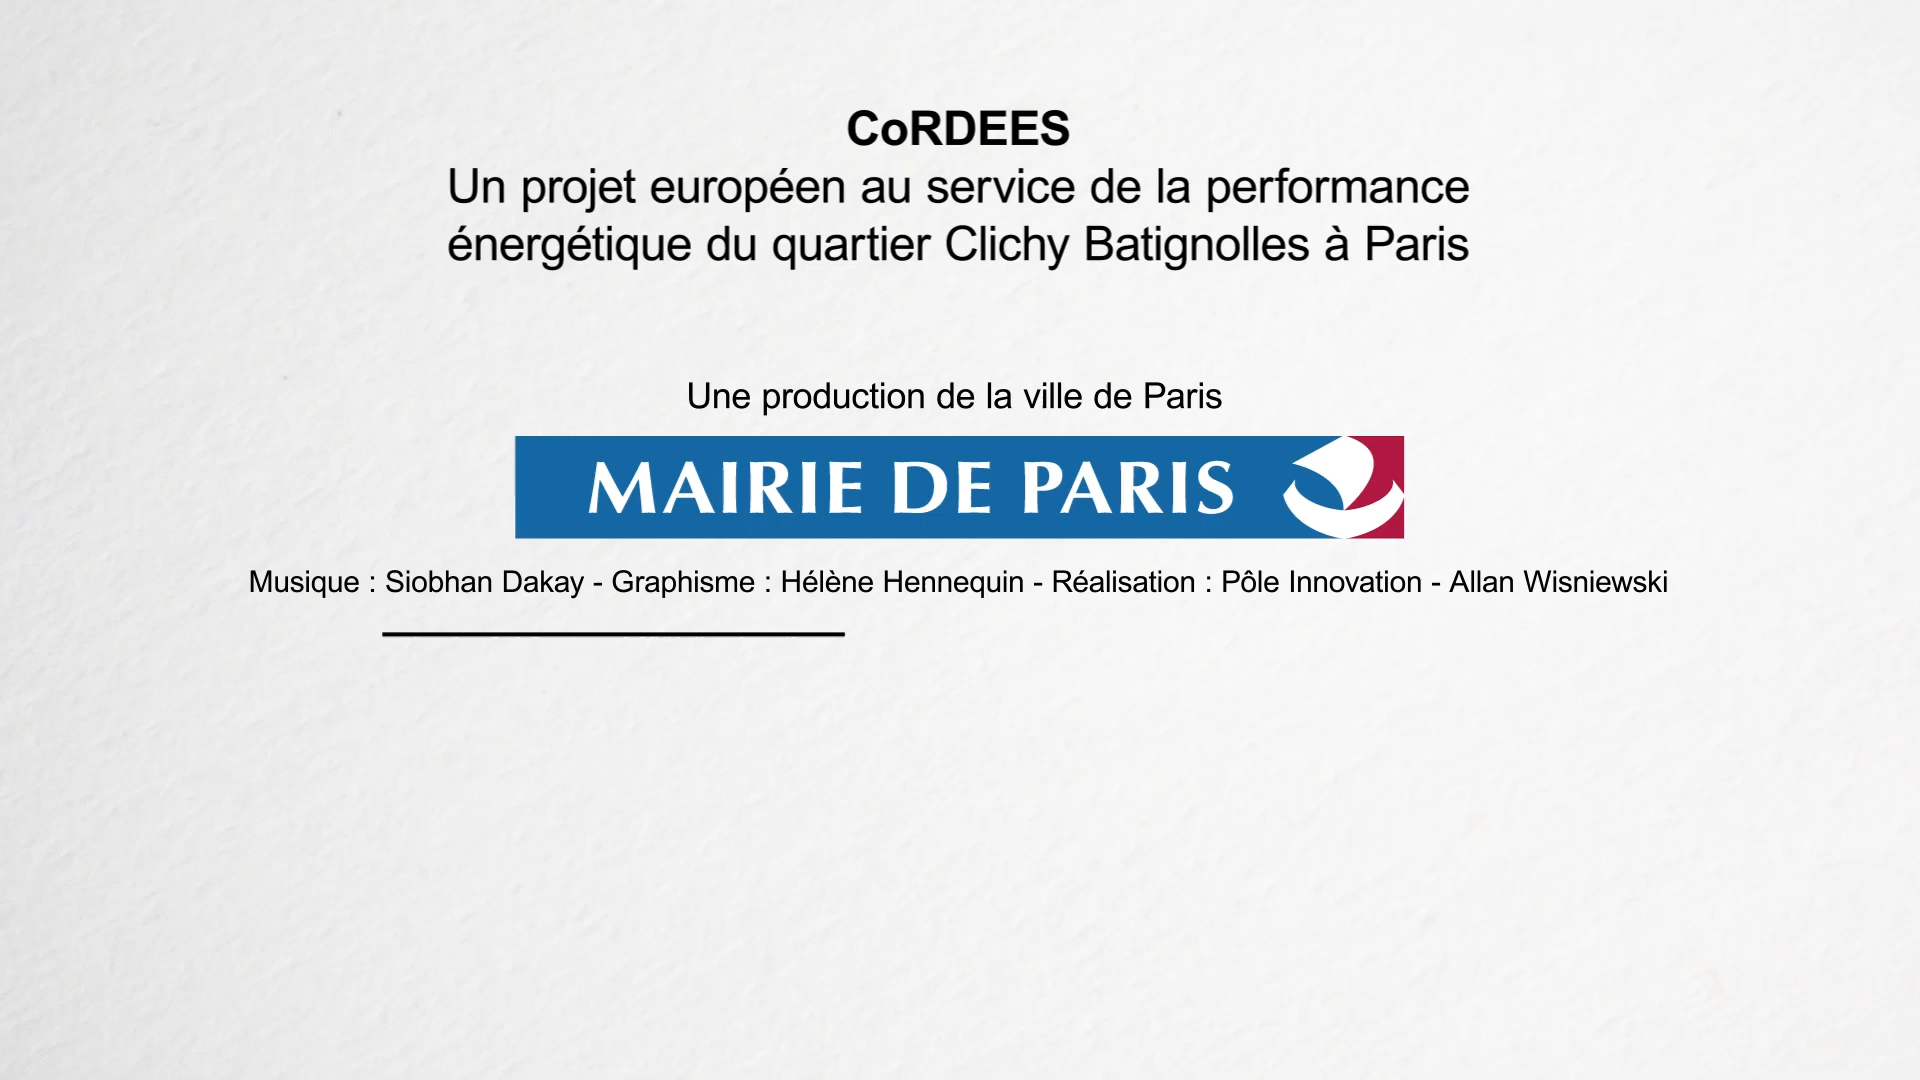 CoRDEES
Un projet européen au service de la performance
énergétique du quartier Clichy Batignolles à Paris
Une production de la ville de Paris
MAIRIE DE PARIS
Musique : Siobhan Dakay - Graphisme : Hélène Hennequin - Réalisation : Pôle Innovation - Allan Wisniewski